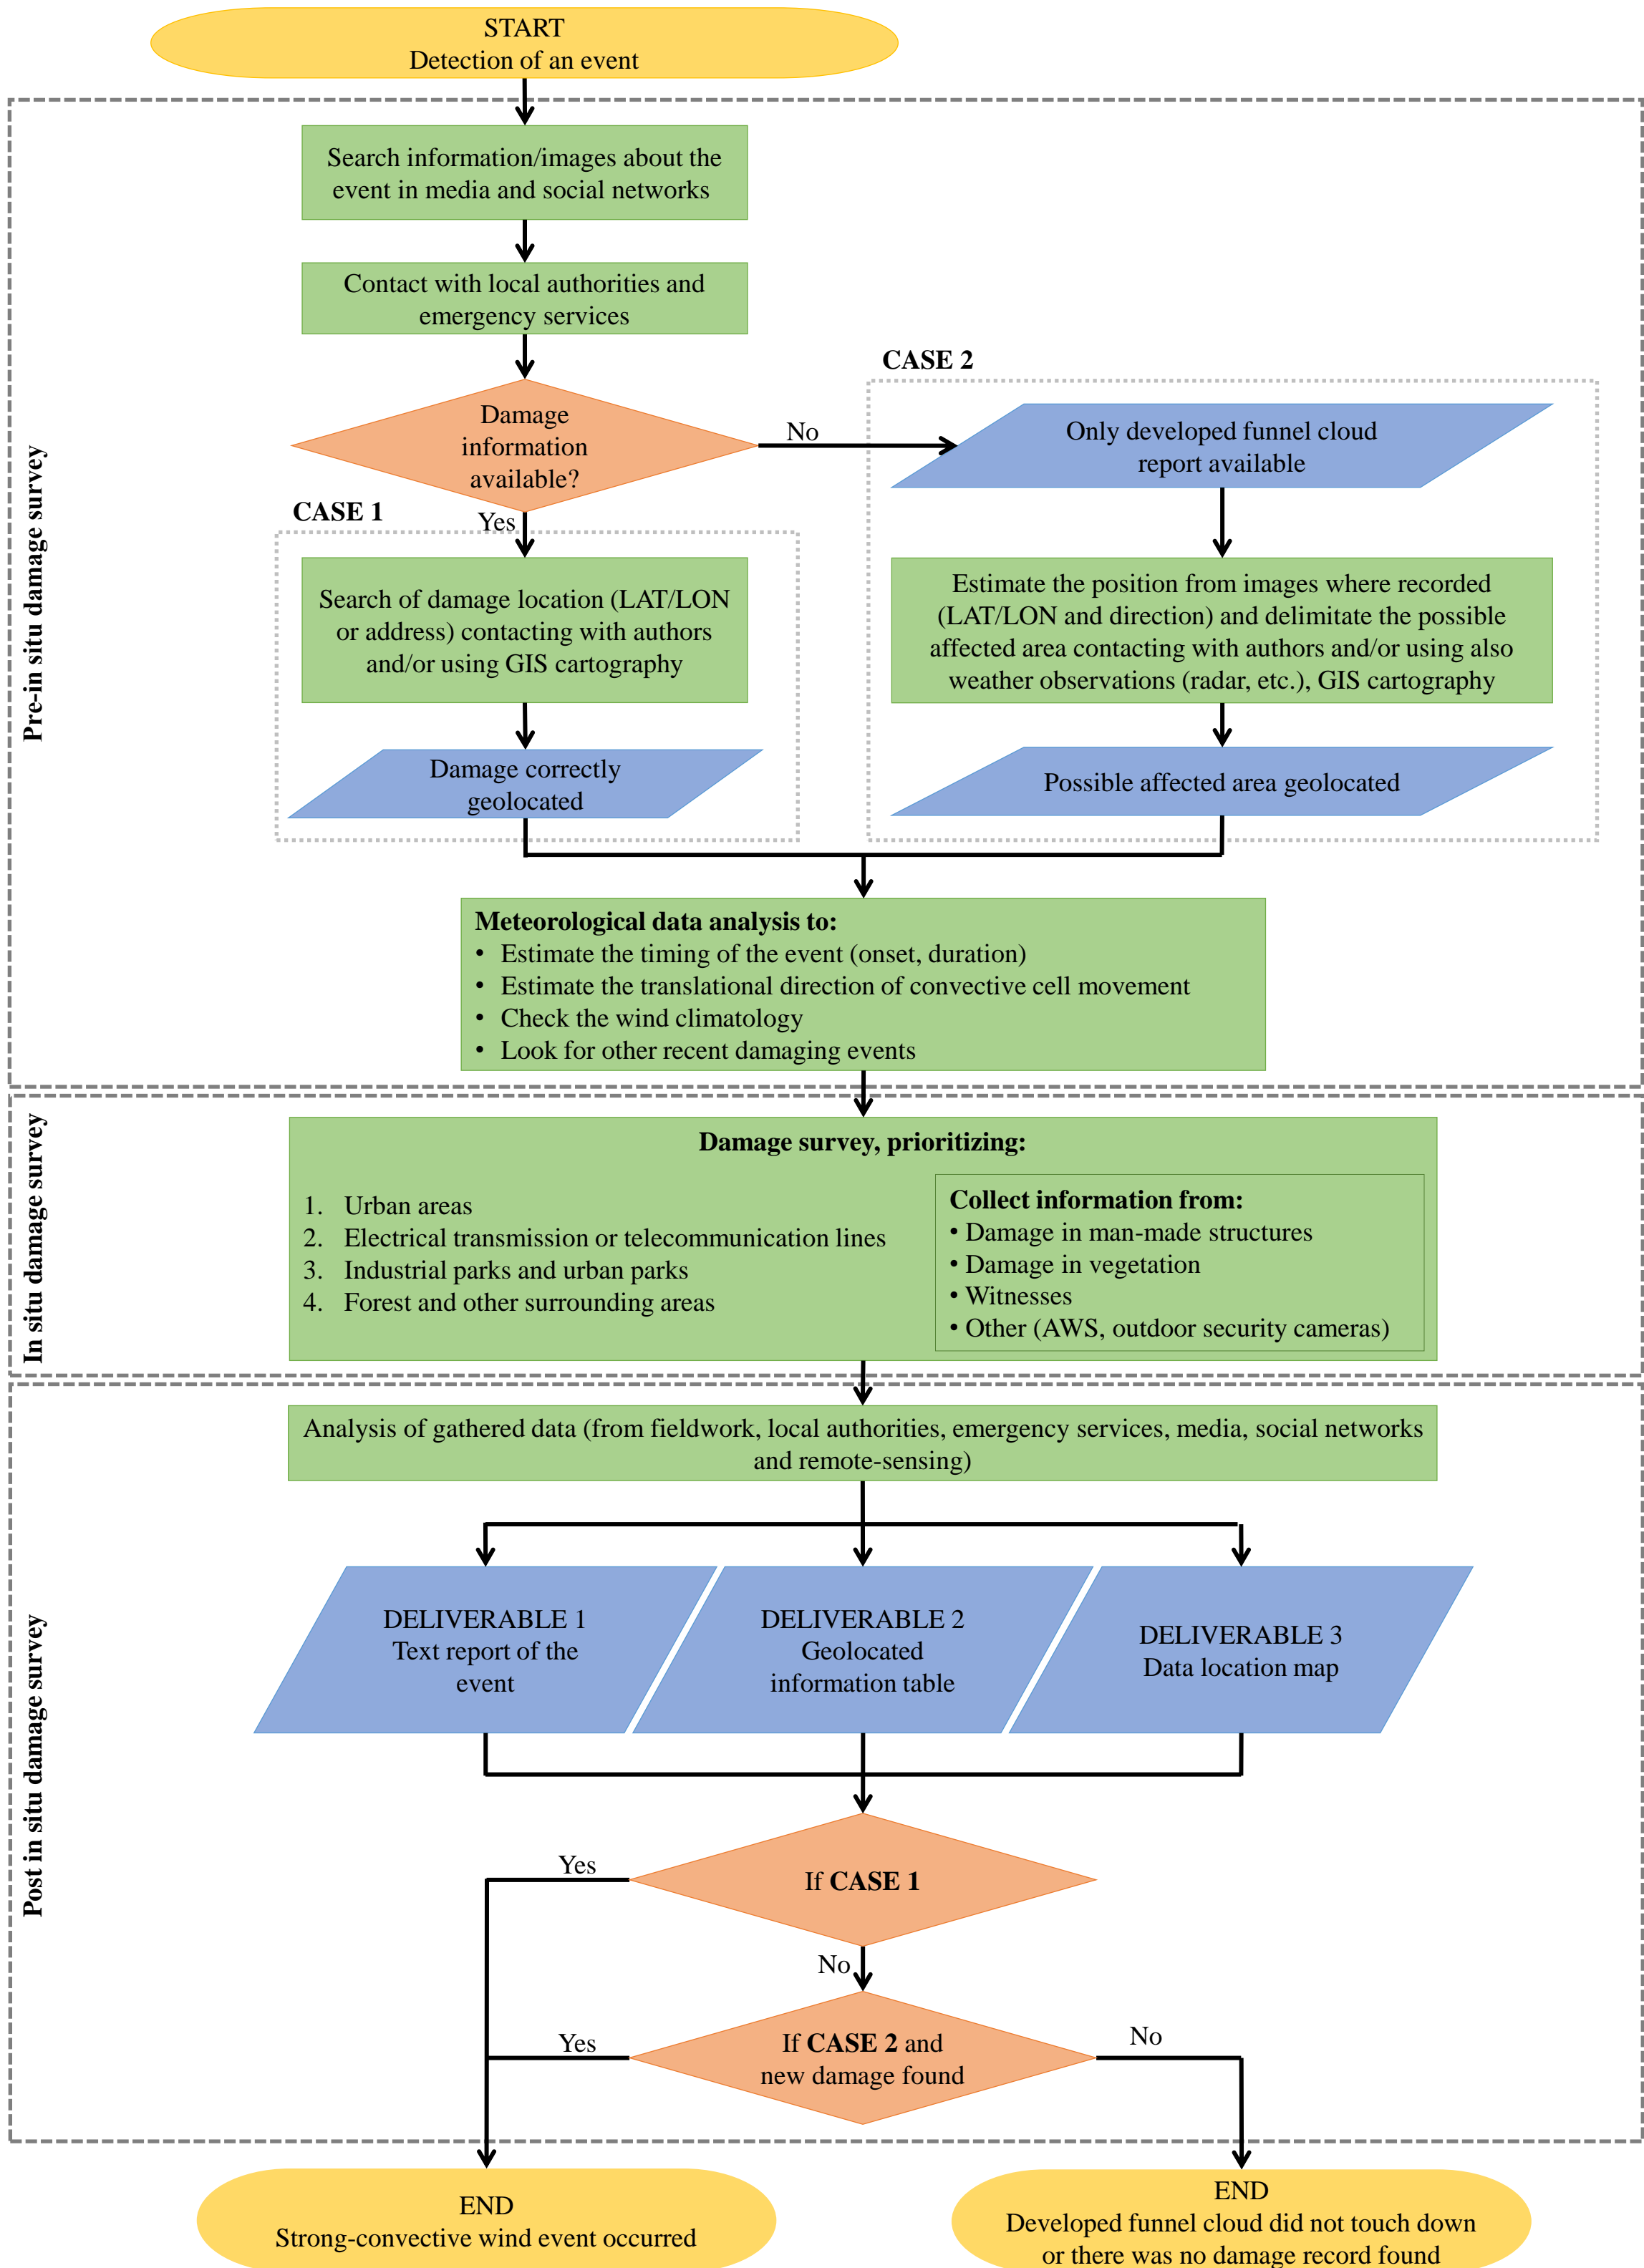 START
Detection of an event
Pre-in situ damage survey
Search information/images about the
event in media and social networks
Contact with local authorities and
emergency services
Damage
information
available?
No
Yes
CASE 2
Only developed funnel cloud
report available
Estimate the position from images where recorded
(LAT/LON and direction) and delimitate the possible
affected area contacting with authors and/or using also
weather observations (radar, etc.), GIS cartography
Possible affected area geolocated
CASE 1
Search of damage location (LAT/LON
or address) contacting with authors
and/or using GIS cartography
Damage correctly
geolocated
Meteorological data analysis to:
• Estimate the timing of the event (onset, duration)
• Estimate the translational direction of convective cell movement
• Check the wind climatology
• Look for other recent damaging events
In situ damage survey
Damage survey, prioritizing:
1. Urban areas
2. Electrical transmission or telecommunication lines
3. Industrial parks and urban parks
4. Forest and other surrounding areas
Collect information from:
• Damage in man-made structures
• Damage in vegetation
• Witnesses
• Other (AWS, outdoor security cameras)
Post in situ damage survey
Analysis of gathered data (from fieldwork, local authorities, emergency services, media, social networks
and remote-sensing)
DELIVERABLE 1
Text report of the
event
DELIVERABLE 2
Geolocated
information table
DELIVERABLE 3
Data location map
If CASE 1
Yes
No
If CASE 2 and
new damage found
Yes
No
END
Strong-convective wind event occurred
END
Developed funnel cloud did not touch down
or there was no damage record found